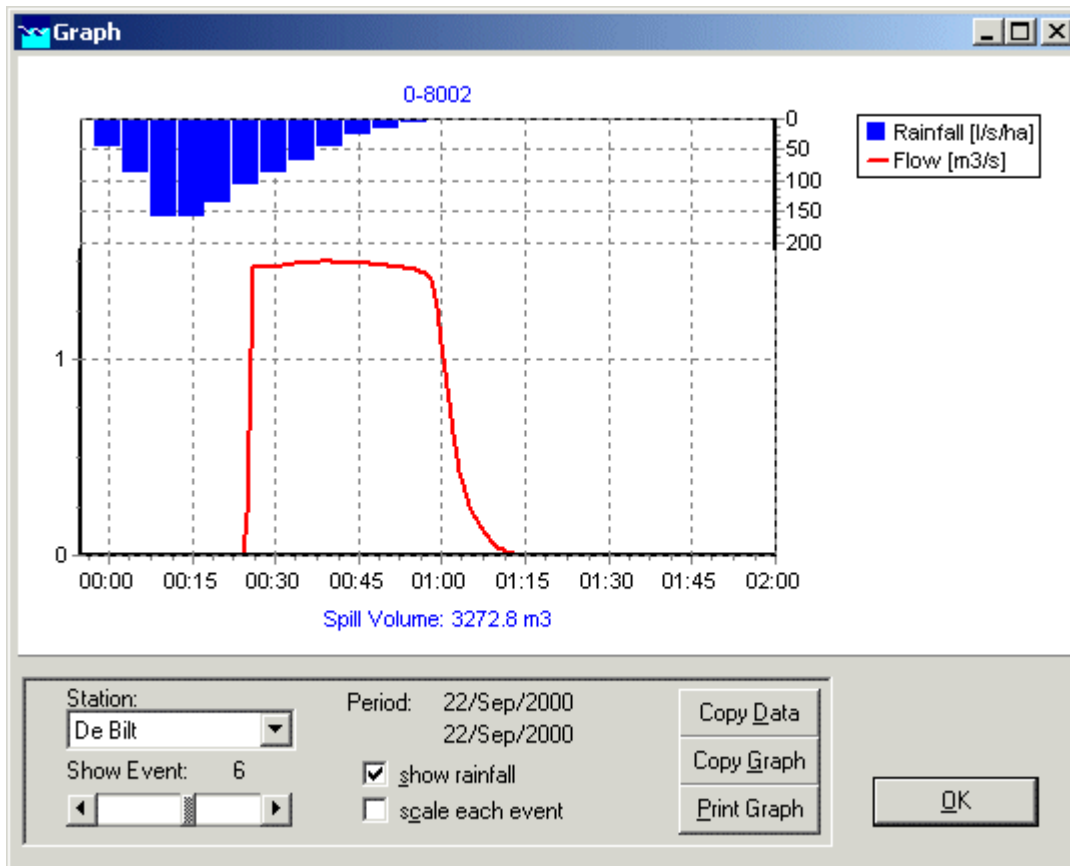 Graph
0-8002
0
50
100
150
200
Rainfall [l/s/ha]
Flow [m3/s]
1
0
00:00 00:15 00:30 00:45 01:00 01:15 01:30 01:45 02:00
Spill Volume: 3272.8 m3
Station:
De Bilt
Show Event: 6
Period: 22/Sep/2000
22/Sep/2000
show rainfall
scale each event
Copy Data
Copy Graph
Print Graph
OK